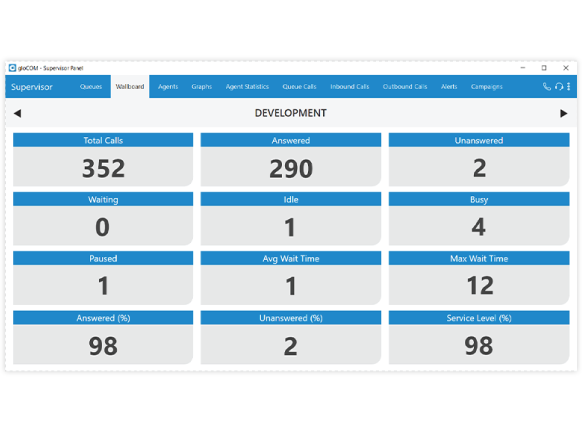 gloCOM - Supervisor Panel
Supervisor Queues Wallboard Agents Graphs Agent Statistics Queue Calls Inbound Calls Outbound Calls Alerts Campaigns
DEVELOPMENT
Total Calls Answered Unanswered
352 290 2
Waiting Idle Busy
0 1 4
Paused Avg Wait Time Max Wait Time
1 1 12
Answered (%) Unanswered (%) Service Level (%)
98 2 98